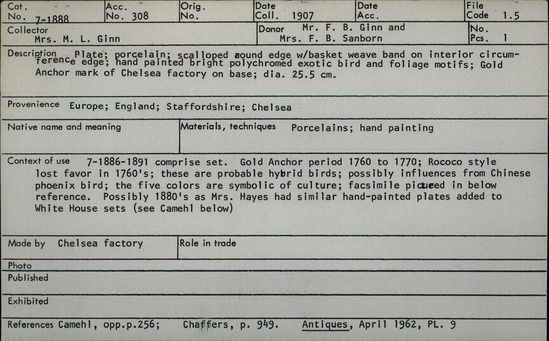 Cat. No. 7-1888 Acc. No. 308 Orig. No. Date Coll. 1907 Date Acc. File Code 1.5
Collector Mrs. M. L. Ginn Donor Mr. F. B. Ginn and Mrs. F. B. Sanborn No. Pcs. 1
Description Plate; porcelain; scalloped round edge w/basket weave band on interior circum-
ference edge; hand painted bright polychromed exotic bird and foliage motifs; Gold
Anchor mark of Chelsea factory on base; dia. 25.5 cm.
Provenience Europe; England; Staffordshire; Chelsea
Native name and meaning Materials, techniques Porcelains; hand painting
Context of use 7-1886-1891 comprise set. Gold Anchor period 1760 to 1770; Rococo style
lost favor in 1760's; these are probable hybrid birds; possibly influences from Chinese
phoenix bird; the five colors are symbolic of culture; facsimile pictured in below
reference. Possibly 1880's as Mrs. Hayes had similar hand-painted plates added to
White House sets (see Camehl below)
Made by Chelsea factory Role in trade
Photo
Published
Exhibited
References Camehl, opp.p.256; Chaffers, p. 949. Antiques, April 1962, PL. 9